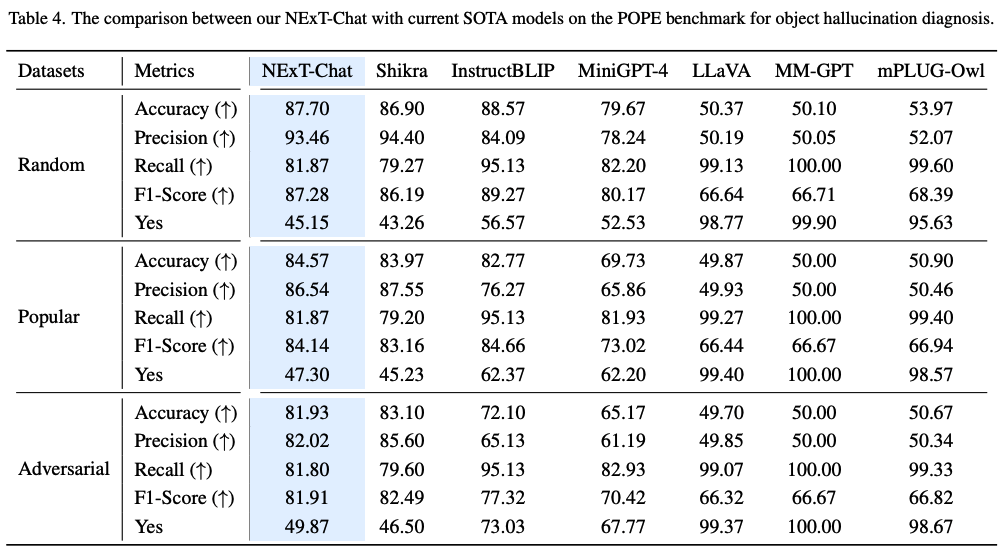 Table 4. The comparison between our NExT-Chat with current SOTA models on the POPE benchmark for object hallucination diagnosis.
Datasets Metrics NExT-Chat Shikra InstructBLIP MiniGPT-4 LLaVA MM-GPT mPLUG-Owl
Accuracy (↑) 87.70 86.90 88.57 79.67 50.37 50.10 53.97
Precision (↑) 93.46 94.40 84.09 78.24 50.19 50.05 52.07
Random Recall (↑) 81.87 79.27 95.13 82.20 99.13 100.00 99.60
F1-Score (↑) 87.28 86.19 89.27 80.17 66.64 66.71 68.39
Yes 45.15 43.26 56.57 52.53 98.77 99.90 95.63
Accuracy (↑) 84.57 83.97 82.77 69.73 49.87 50.00 50.90
Precision (↑) 86.54 87.55 76.27 65.86 49.93 50.00 50.46
Popular Recall (↑) 81.87 79.20 95.13 81.93 99.27 100.00 99.40
F1-Score (↑) 84.14 83.16 84.66 73.02 66.44 66.67 66.94
Yes 47.30 45.23 62.37 62.20 99.40 100.00 98.57
Accuracy (↑) 81.93 83.10 72.10 65.17 49.70 50.00 50.67
Precision (↑) 82.02 85.60 65.13 61.19 49.85 50.00 50.34
Adversarial Recall (↑) 81.80 79.60 95.13 82.93 99.07 100.00 99.33
F1-Score (↑) 81.91 82.49 77.32 70.42 66.32 66.67 66.82
Yes 49.87 46.50 73.03 67.77 99.37 100.00 98.67